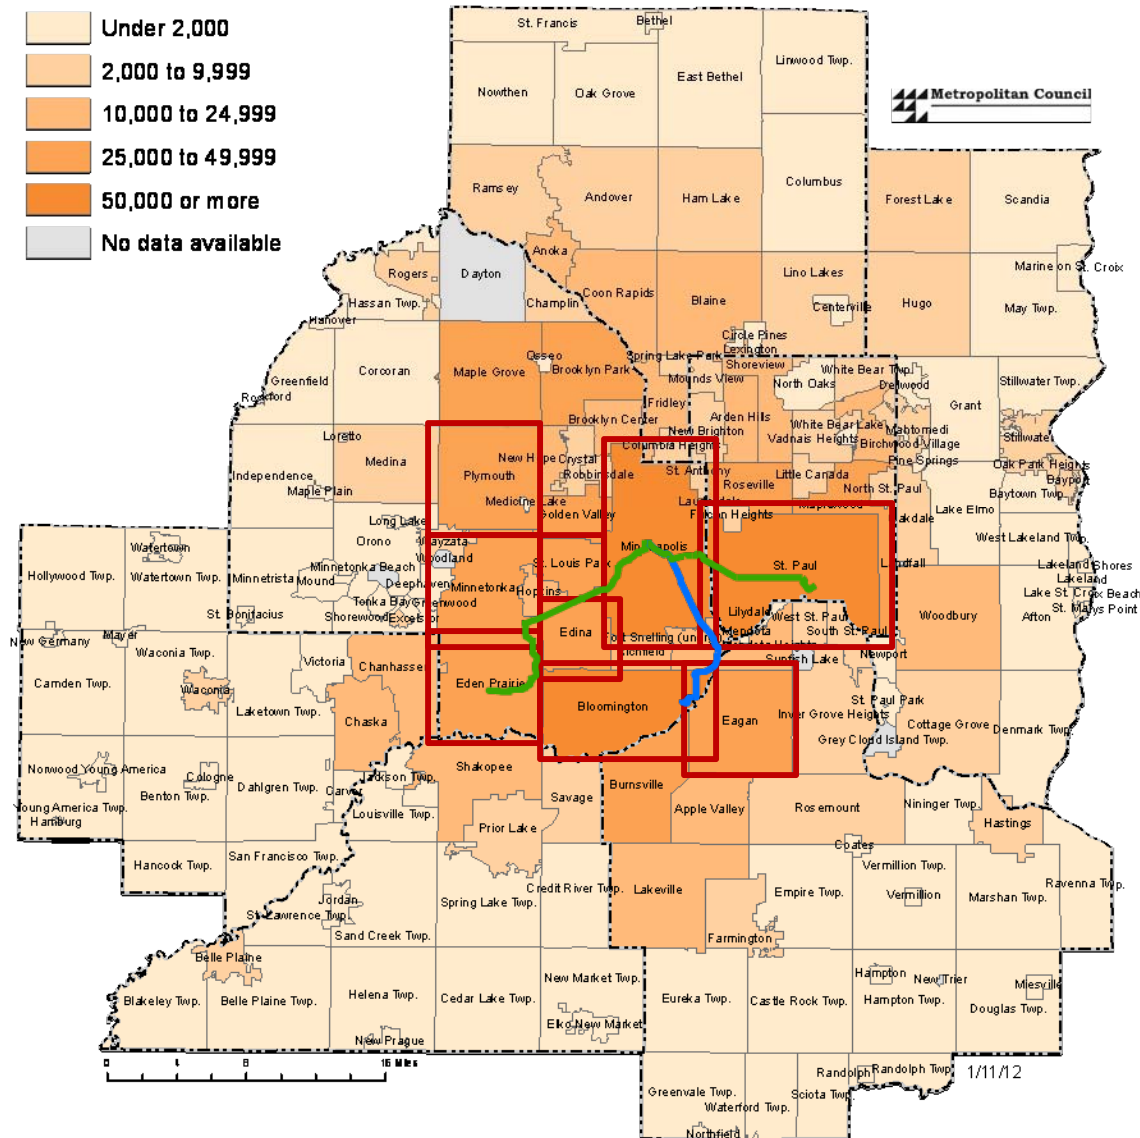 Under 2,000
2,000 to 9,999
10,000 to 24,999
25,000 to 49,999
50,000 or more
No data available
Metropolitan Council
St. Francis
Bethel
Linwood Twp.
East Bethel
Nowthen
Oak Grove
Ramsey
Andover
Ham Lake
Columbus
Forest Lake
Scandia
Anoka
Rogers
Dayton
Lino Lakes
Marine on St. Croix
Hassan Twp.
Champlin
Coon Rapids
Blaine
Centerville
Hugo
May Twp.
Hanover
Circle Pines
Lexington
Osseo
Spring Lake Park
Shoreview
White Bear Twp.
Corcoran
Maple Grove
Brooklyn Park
Mounds View
North Oaks
Dellwood
Stillwater Twp.
Greenfield
Rockford
Fridley
Grant
Brooklyn Center
Arden Hills
White Bear Lake
Mahtomedi
Loretto
New Brighton
Vadnais Heights
Birchwood Village
Stillwater
Columbia Heights
Medina
New Hope
Crystal
Pine Springs
Oak Park Heights
Independence
Plymouth
Robbinsdale
St. Anthony
Little Canada
Bayport
Maple Plain
Roseville
North St. Paul
Baytown Twp.
Medicine Lake
Lauderdale
Maplewood
Lake Elmo
Long Lake
Golden Valley
Falcon Heights
Oakdale
Watertown
Orono
Wayzata
Minneapolis
West Lakeland Twp.
Hollywood Twp.
Watertown Twp.
Woodland
St. Louis Park
St. Paul
Landfall
Lakeland Shores
Minnetrista
Mound
Minnetonka Beach
Deephaven
Minnetonka
Hopkins
Lakeland
Tonka Bay
Greenwood
Lake St. Croix Beach
St. Bonifacius
Shorewood
Excelsior
Lilydale
West St. Paul
Woodbury
Afton
St. Marys Point
New Germany
Mayer
Edina
Fort Snelling (un
Mendota
South St. Paul
Waconia Twp.
Richfield
Mendota Heights
Newport
Victoria
Chanhassen
Sunfish Lake
Camden Twp.
Waconia
Eden Prairie
St. Paul Park
Laketown Twp.
Chaska
Bloomington
Eagan
Inver Grove Heights
Cottage Grove
Denmark Twp.
Grey Cloud Island Twp.
Norwood Young America
Cologne
Shakopee
Jackson Twp.
Benton Twp.
Dahlgren Twp.
Carv
Burnsville
Young America Twp.
Louisville Twp.
Savage
Apple Valley
Rosemount
Nininger Twp.
Hamburg
Prior Lake
Hastings
Coates
Hancock Twp.
San Francisco Twp.
Vermillion Twp.
Credit River Twp.
Lakeville
Empire Twp.
Vermillion
Marshan Twp.
Ravenna Twp.
Jordan
Spring Lake Twp.
St. Lawrence Twp.
Sand Creek Twp.
Farmington
Belle Plaine
New Market Twp.
Hampton
New Trier
Miesville
Blakeley Twp.
Belle Plaine Twp.
Helena Twp.
Cedar Lake Twp.
Eureka Twp.
Castle Rock Twp.
Hampton Twp.
Douglas Twp.
Elko New Market
New Prague
0 4 8 16 Miles
Randolph
Randolph Twp.
1/11/12
Greenvale Twp.
Waterford Twp.
Sciota Twp.
Northfield